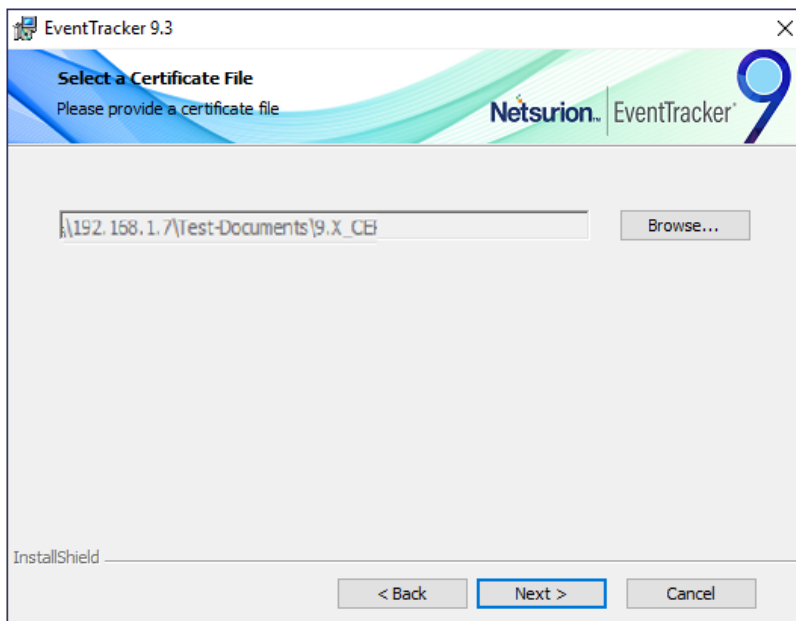 EventTracker 9.3
Select a Certificate File
Please provide a certificate file
Netsurion™ EventTracker® 9
\192.168.1.7\Test-Documents\9.X_CE
Browse...
InstallShield
< Back Next > Cancel